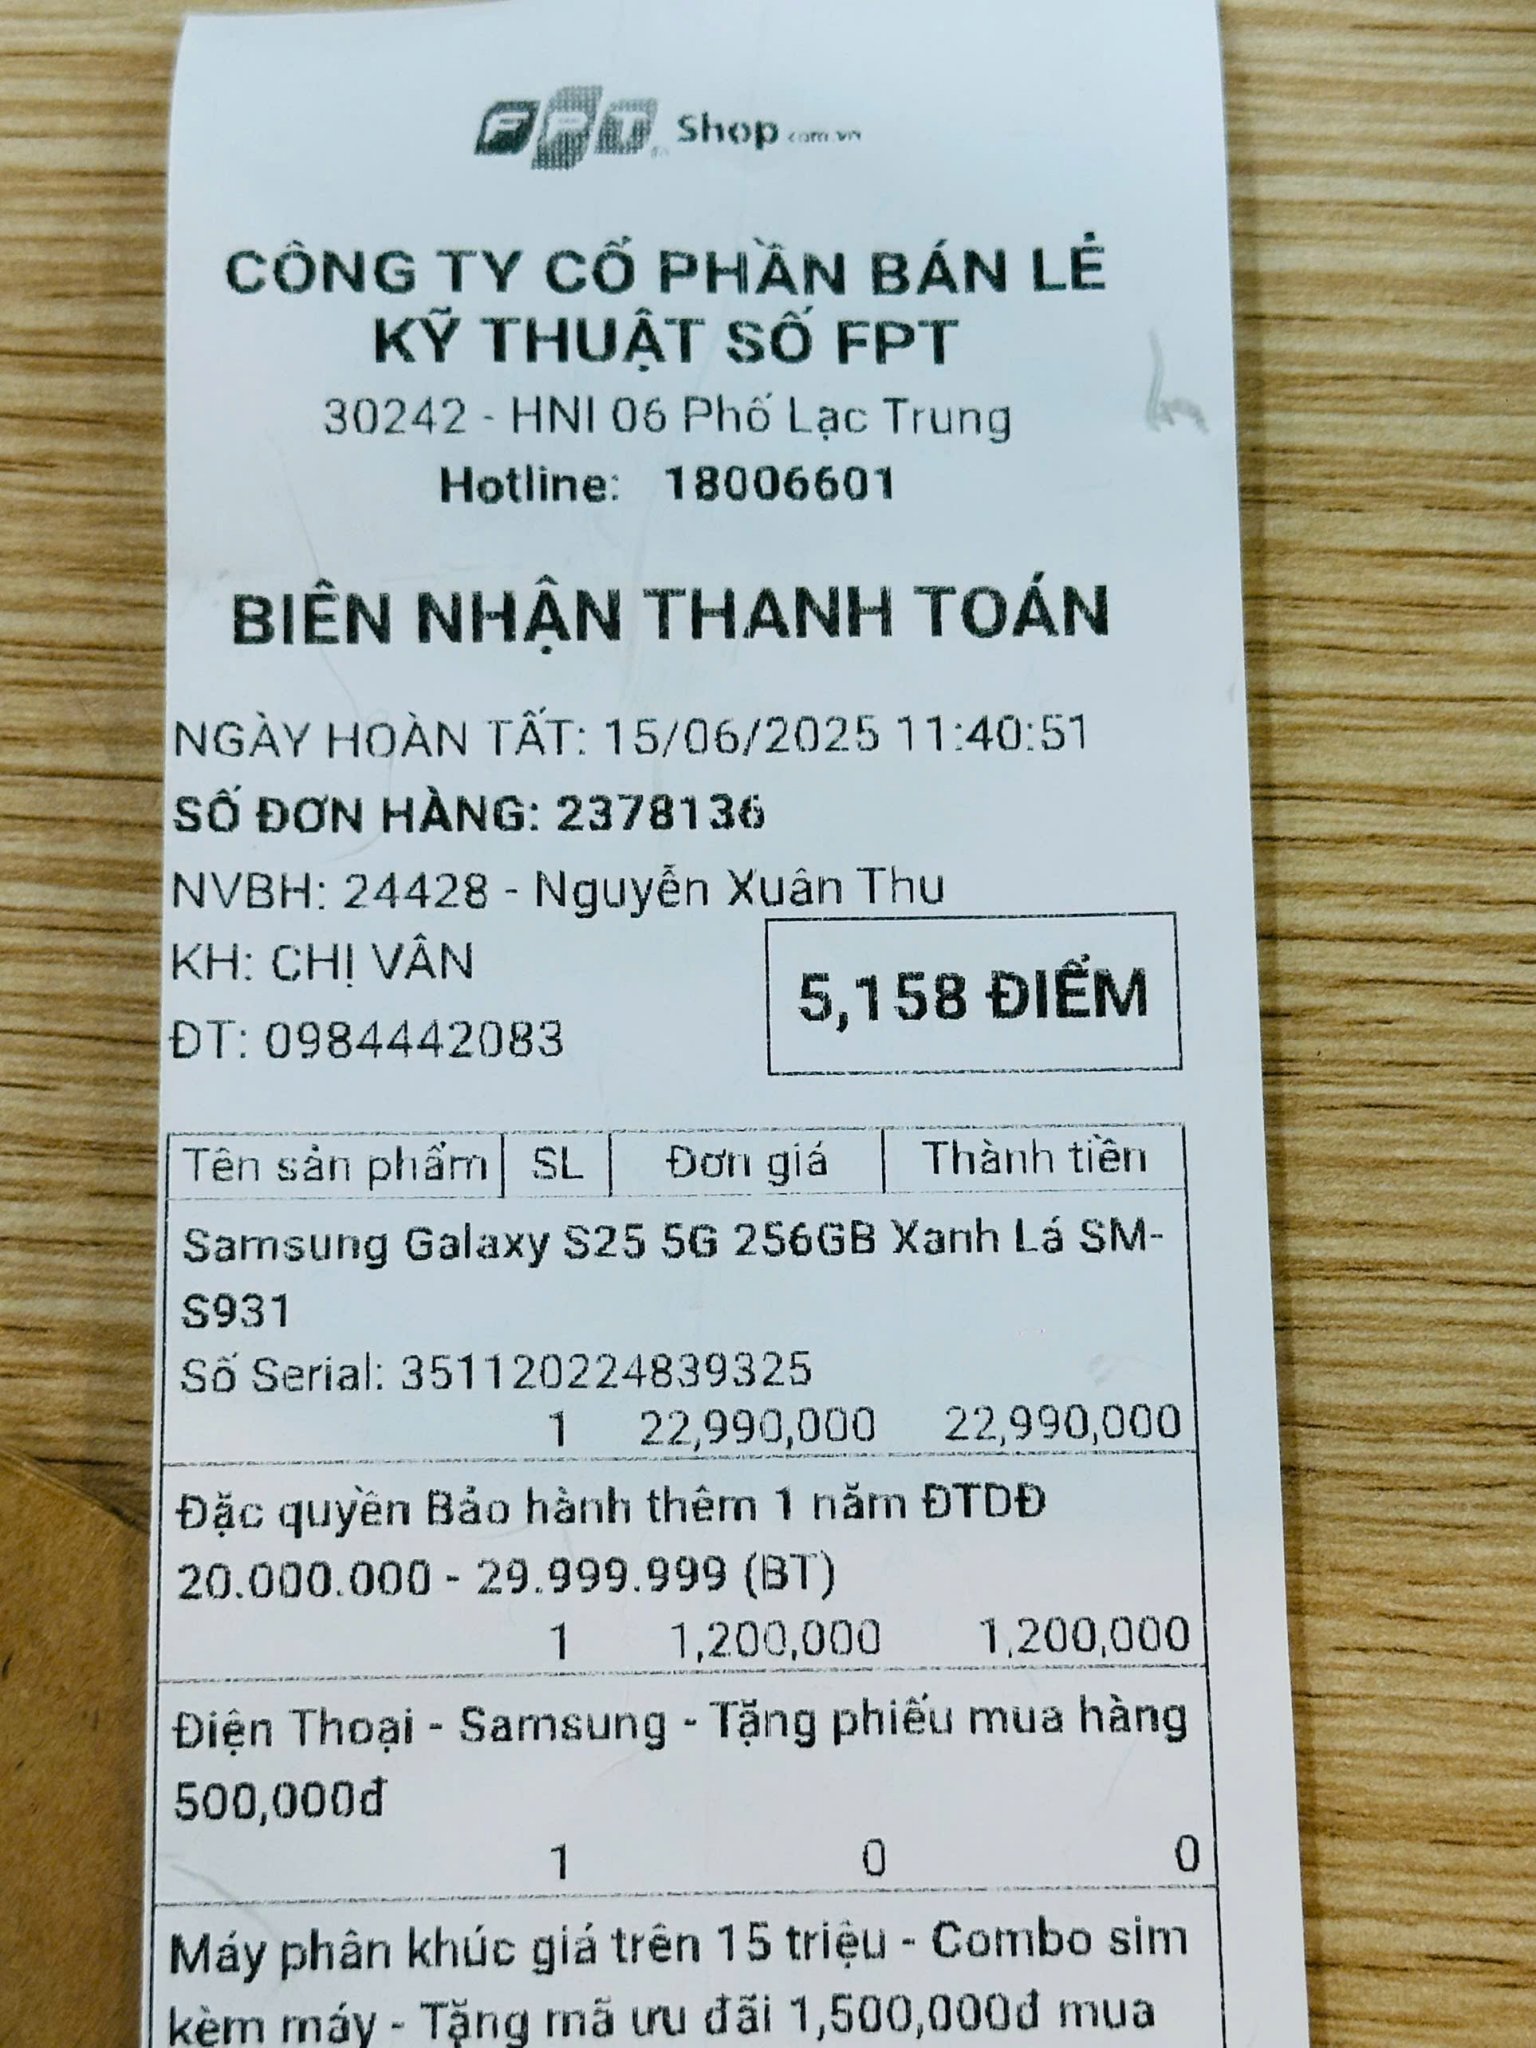 FPT Shop.com.vn
CÔNG TY CỔ PHẦN BÁN LẺ
KỸ THUẬT SỐ FPT
30242 - HNI 06 Phố Lạc Trung
Hotline: 18006601
BIÊN NHẬN THANH TOÁN
NGÀY HOÀN TẤT: 15/06/2025 11:40:51
SỐ ĐƠN HÀNG: 2378136
NVBH: 24428 - Nguyễn Xuân Thu
KH: CHỊ VÂN
5,158 ĐIỂM
ĐT: 0984442083
Tên sản phẩm SL Đơn giá Thành tiền
Samsung Galaxy S25 5G 256GB Xanh Lá SM-
S931
Số Serial: 351120224839325
1 22,990,000 22,990,000
Đặc quyền Bảo hành thêm 1 năm ĐTDĐ
20.000.000 - 29.999.999 (BT)
1 1,200,000 1,200,000
Điện Thoại - Samsung - Tặng phiếu mua hàng
500,000đ
1 0 0
Máy phân khúc giá trên 15 triệu - Combo sim
kèm máy - Tặng mã ưu đãi 1,500,000đ mua